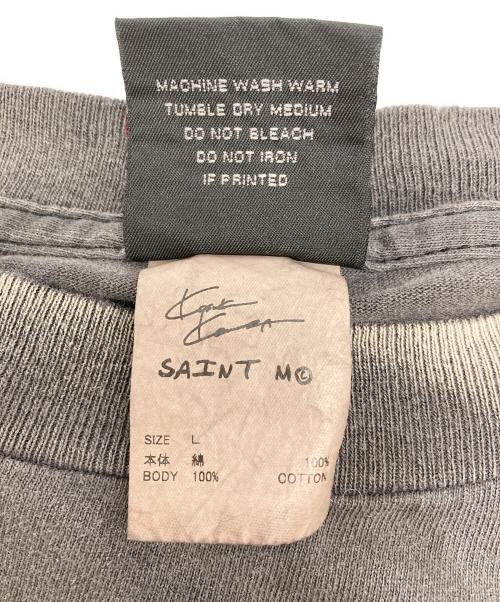 MACHINE WASH WARM
TUMBLE DRY MEDIUM
DO NOT BLEACH
DO NOT IRON
IF PRINTED
SAINT M©
SIZE L
本体 綿 100%
BODY 100% COTTON